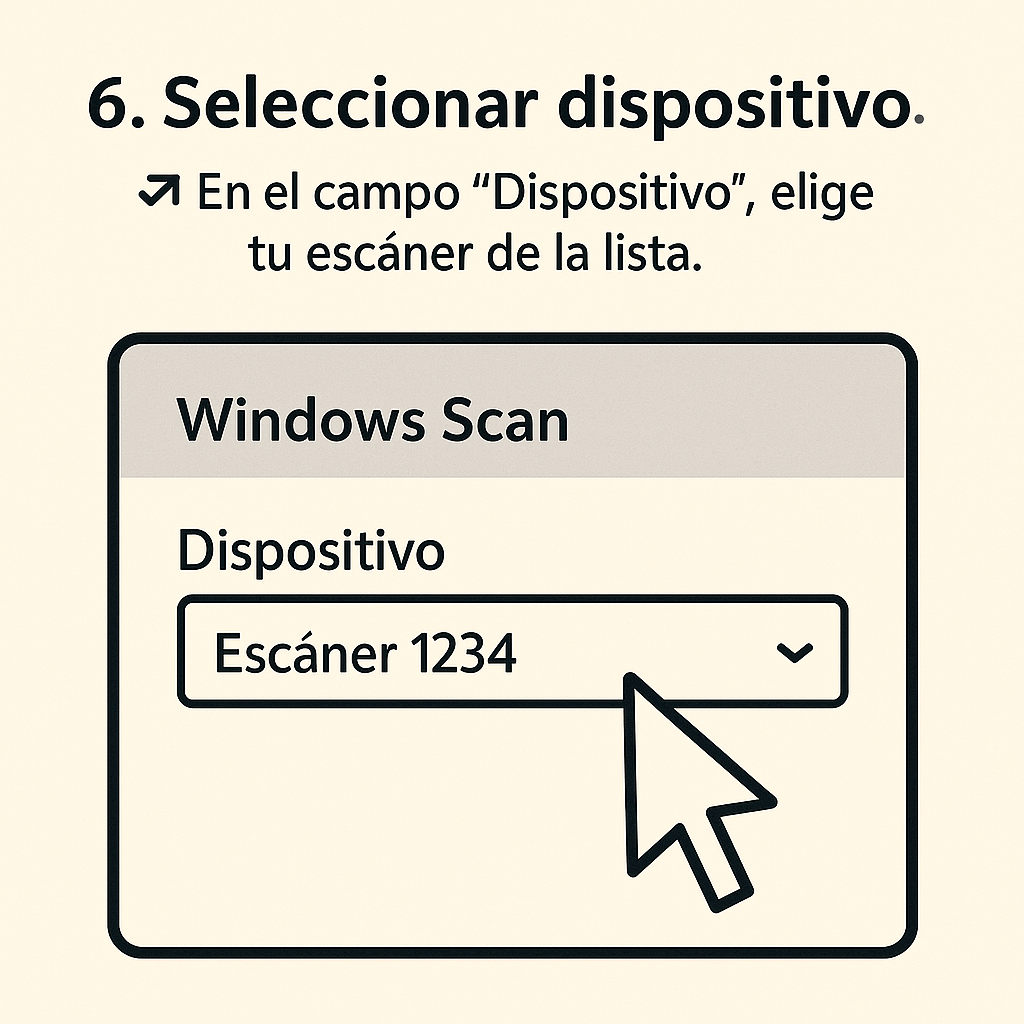 6. Seleccionar dispositivo.
En el campo “Dispositivo”, elige
tu escáner de la lista.
Windows Scan
Dispositivo
Escáner 1234